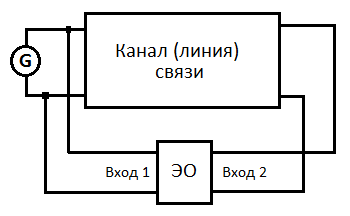 Канал (линия)
связи
G
Вход 1
ЭО
Вход 2